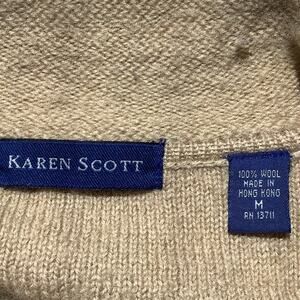 KAREN SCOTT
100% WOOL
MADE IN
HONG KONG
M
RN 13711